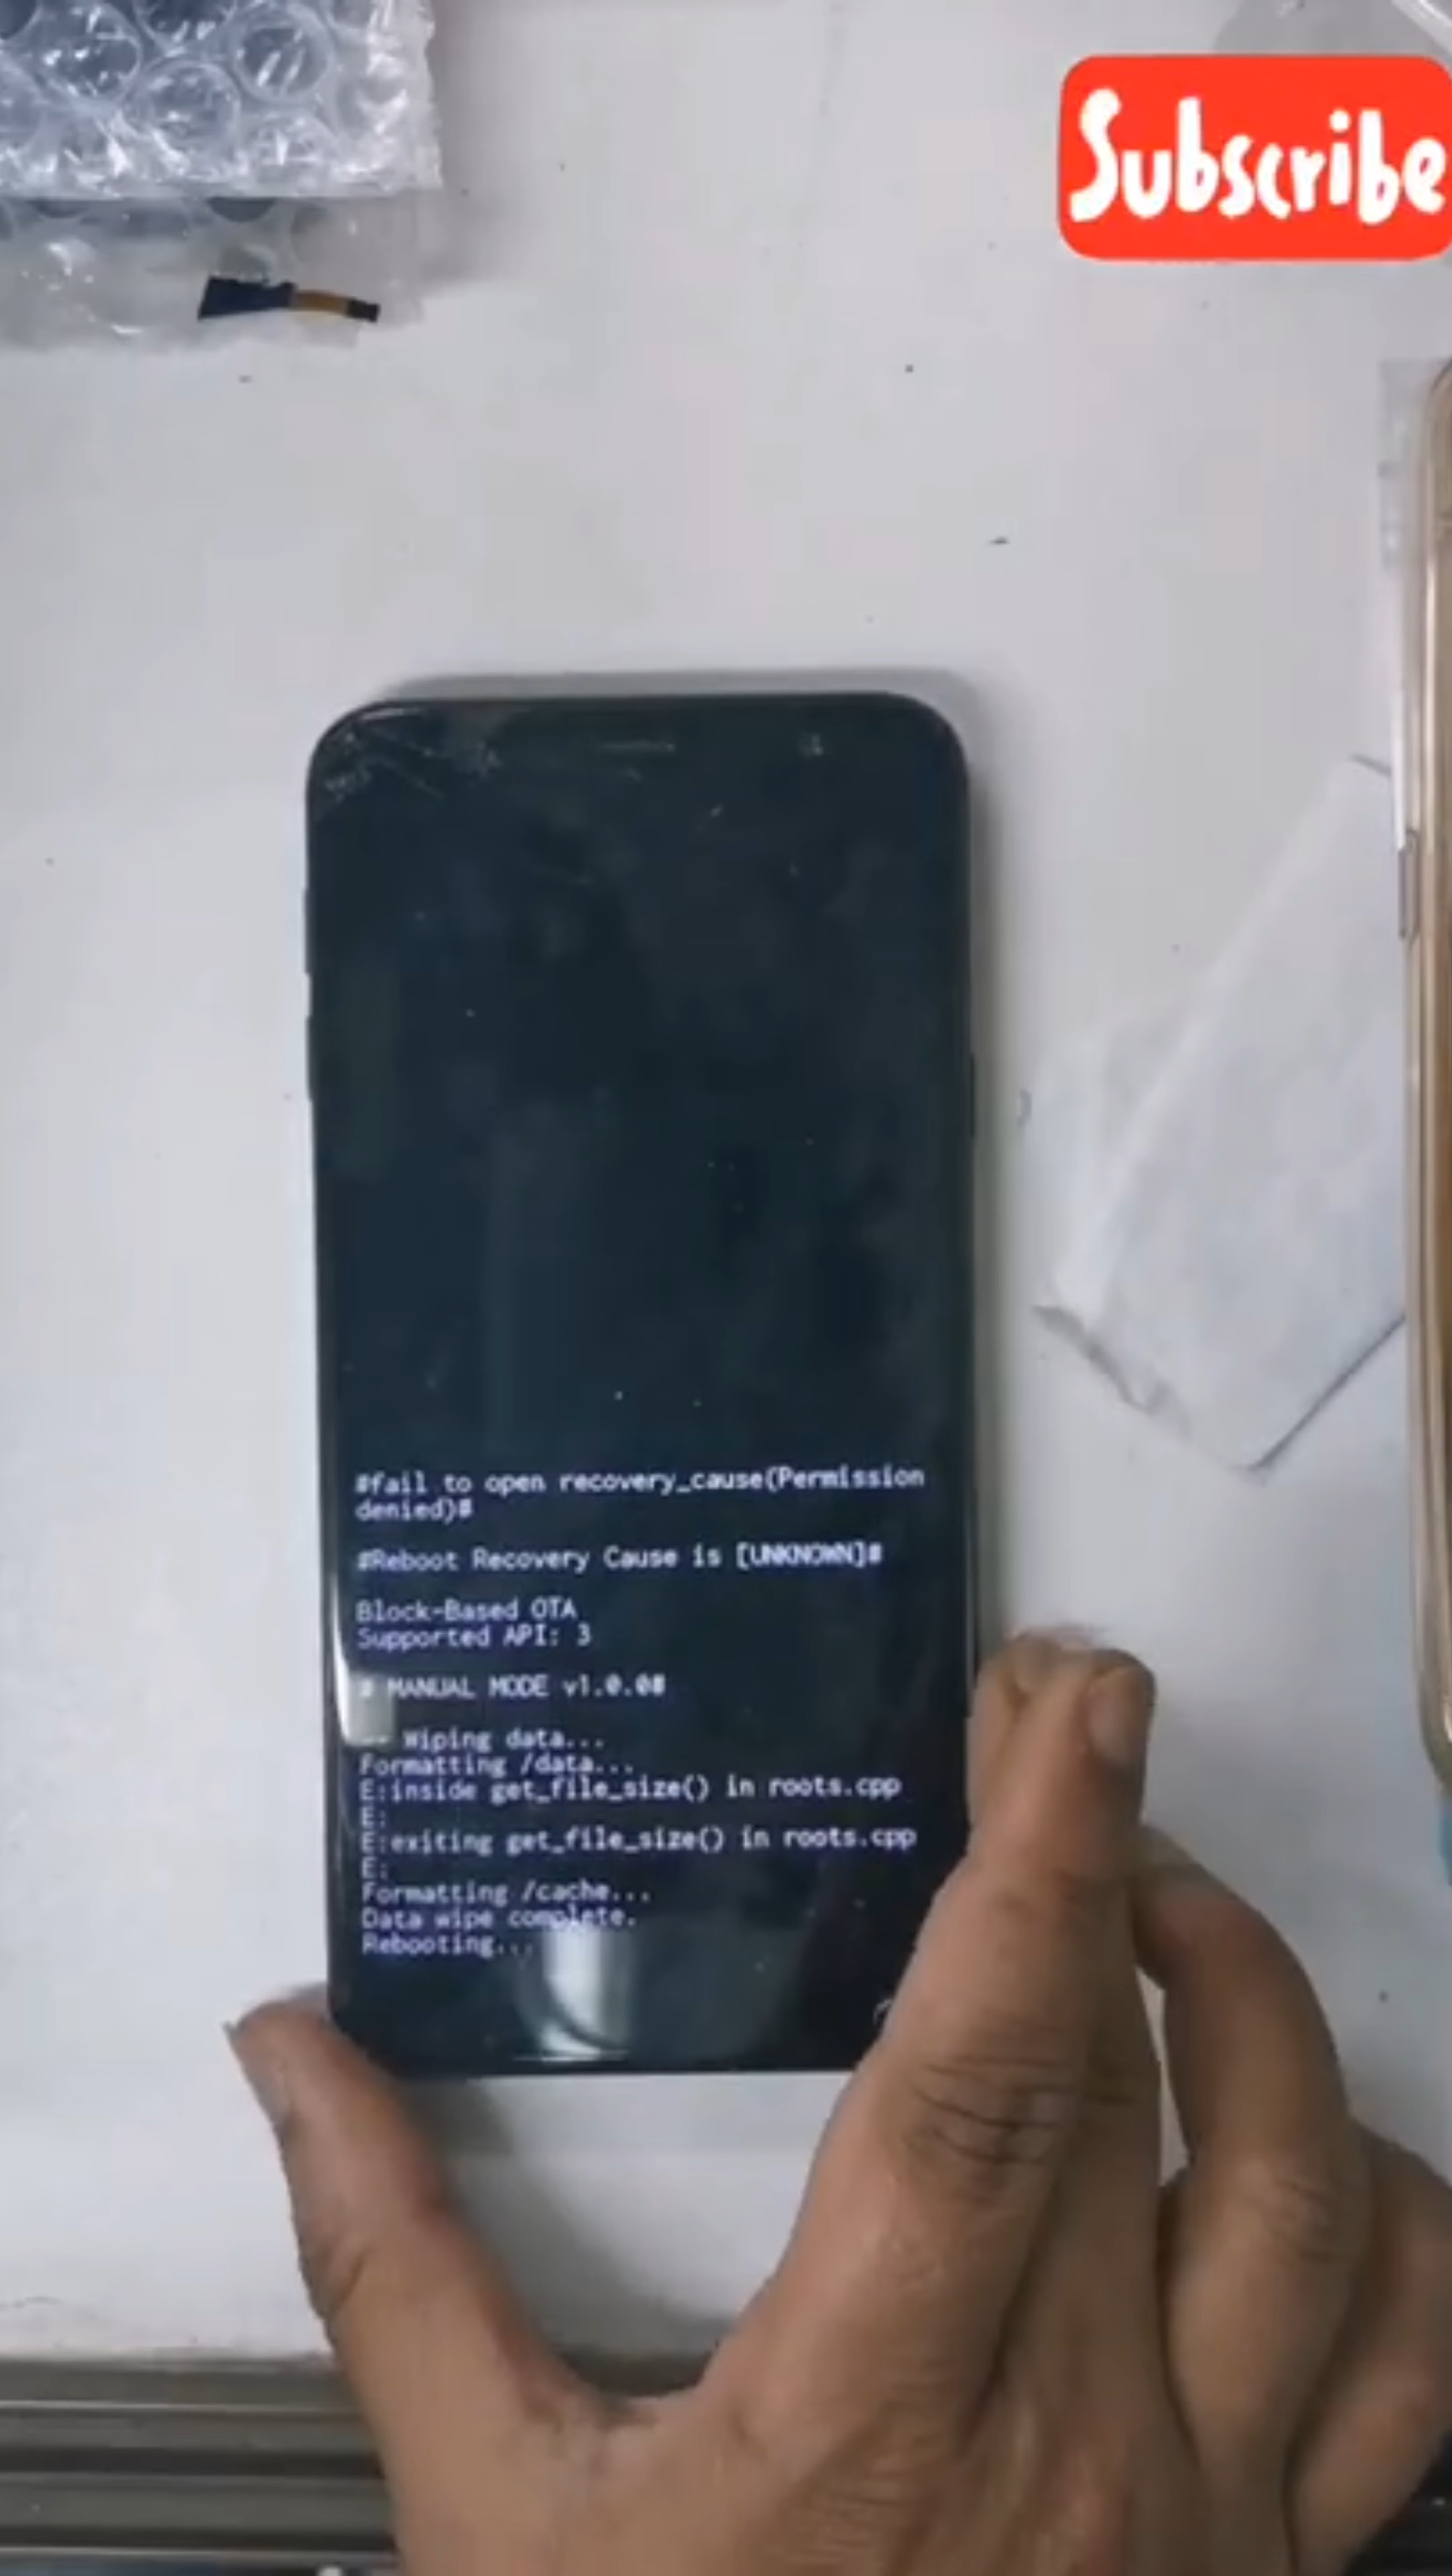 Subscribe
#fail to open recovery_cause(Permission
denied)#
#Reboot Recovery Cause is [UNKNOWN]#
Block-Based OTA
Supported API: 3
# MANUAL MODE v1.0.0#
-- Wiping data...
Formatting /data...
E:inside get_file_size() in roots.cpp
E:
E:exiting get_file_size() in roots.cpp
E:
Formatting /cache...
Data wipe complete.
Rebooting...